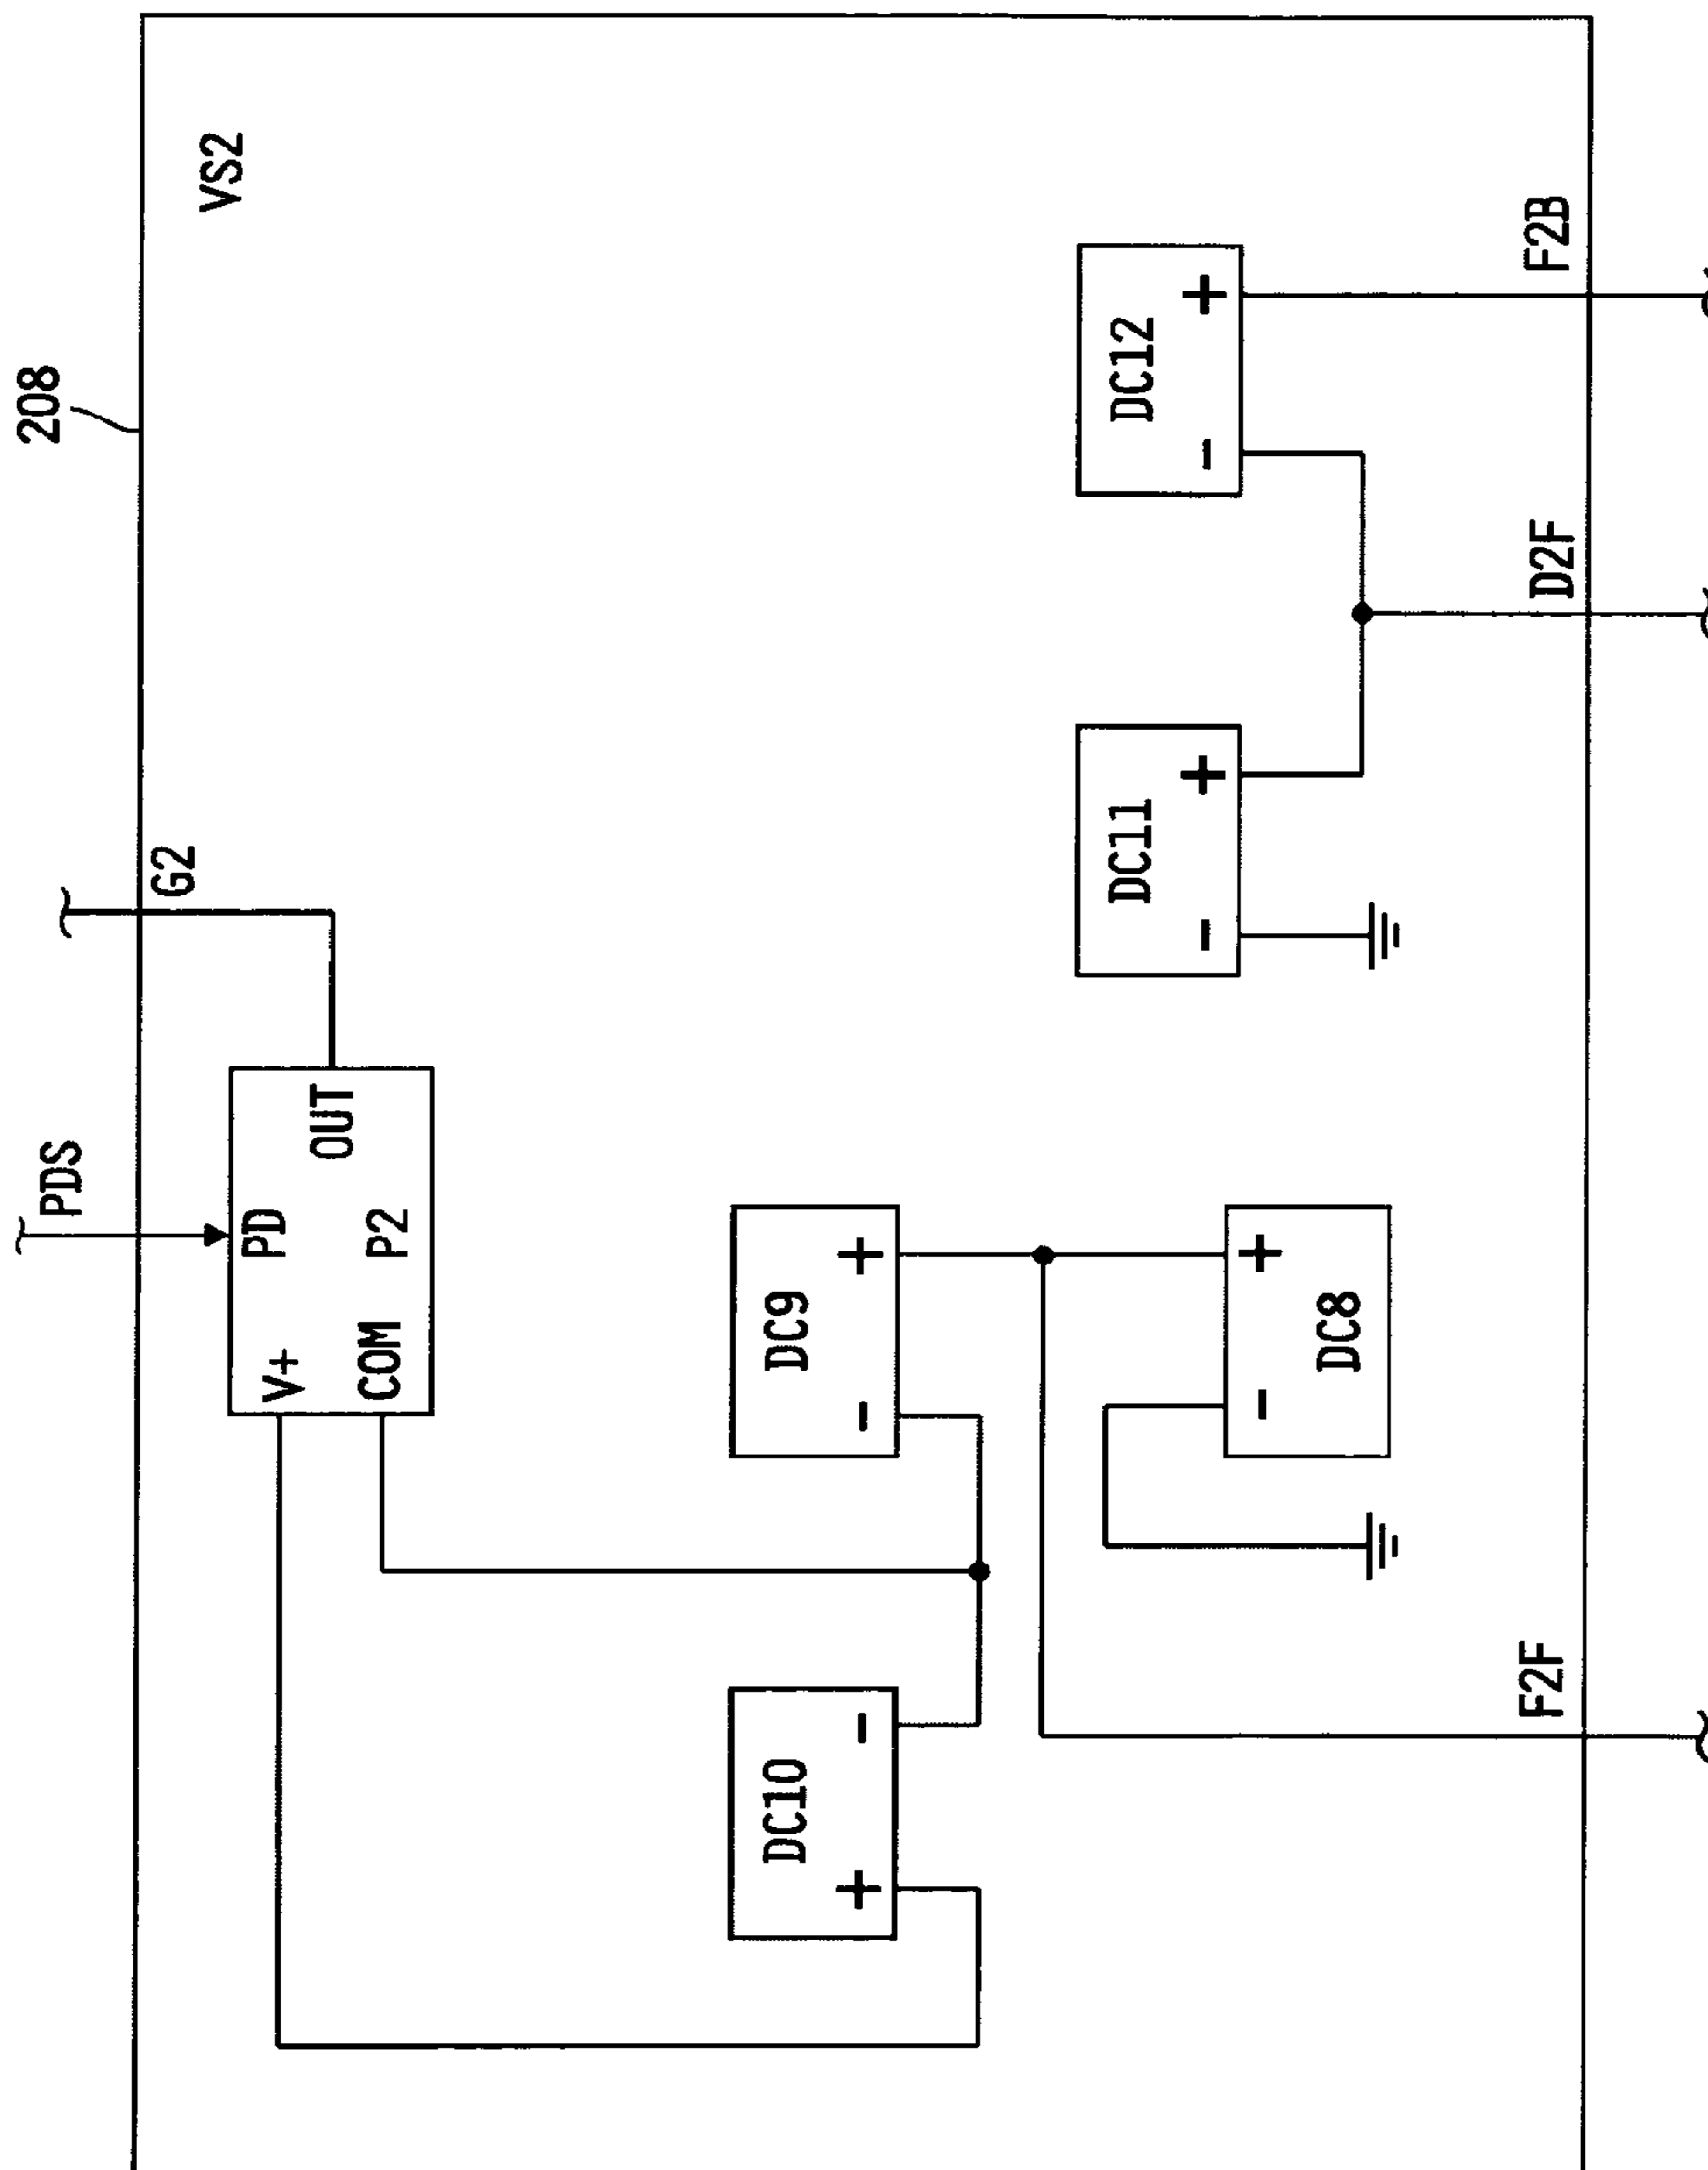 208
VS2
PDS
G2
V+
PD
OUT
COM
P2
DC10
+
-
DC9
-
+
DC8
-
+
DC11
-
+
DC12
-
+
F2F
D2F
F2B